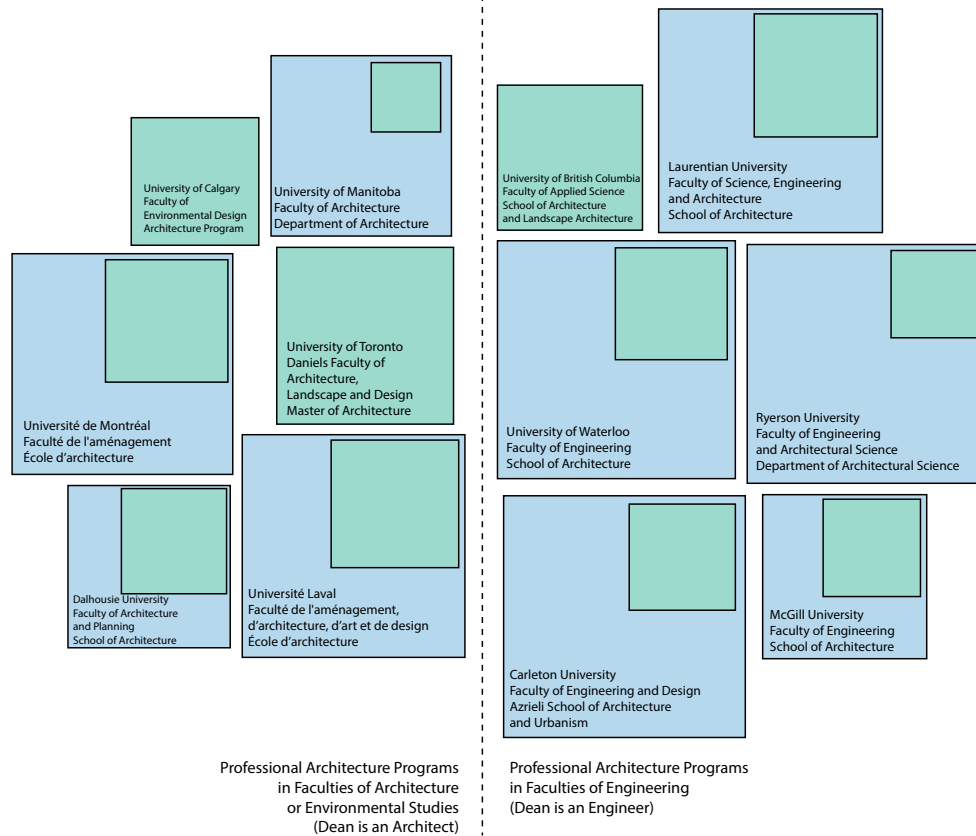 University of Calgary
Faculty of
Environmental Design
Architecture Program
University of Manitoba
Faculty of Architecture
Department of Architecture
Université de Montréal
Faculté de l'aménagement
École d'architecture
University of Toronto
Daniels Faculty of
Architecture,
Landscape and Design
Master of Architecture
Dalhousie University
Faculty of Architecture
and Planning
School of Architecture
Université Laval
Faculté de l'aménagement,
d'architecture, d'art et de design
École d'architecture
Professional Architecture Programs
in Faculties of Architecture
or Environmental Studies
(Dean is an Architect)
University of British Columbia
Faculty of Applied Science
School of Architecture
and Landscape Architecture
Laurentian University
Faculty of Science, Engineering
and Architecture
School of Architecture
University of Waterloo
Faculty of Engineering
School of Architecture
Ryerson University
Faculty of Engineering
and Architectural Science
Department of Architectural Science
Carleton University
Faculty of Engineering and Design
Azrieli School of Architecture
and Urbanism
McGill University
Faculty of Engineering
School of Architecture
Professional Architecture Programs
in Faculties of Engineering
(Dean is an Engineer)